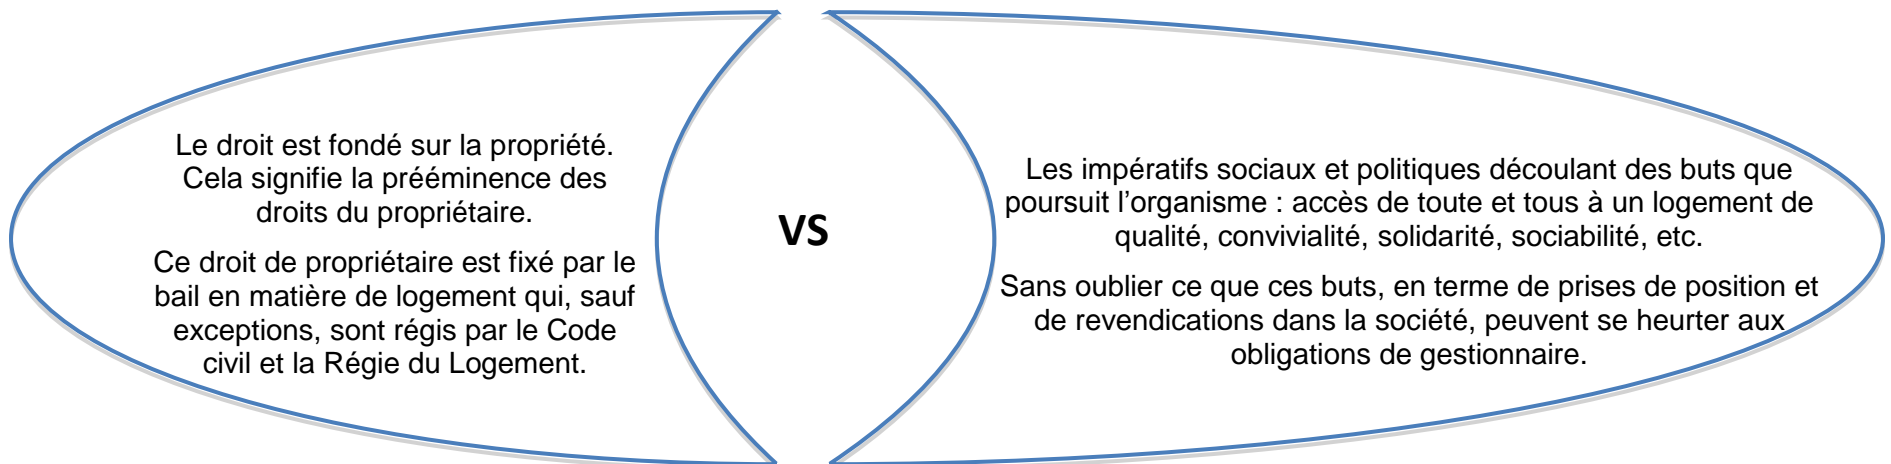 Le droit est fondé sur la propriété.
Cela signifie la prééminence des
droits du propriétaire.
Ce droit de propriétaire est fixé par le
bail en matière de logement qui, sauf
exceptions, sont régis par le Code
civil et la Régie du Logement.
VS
Les impératifs sociaux et politiques découlant des buts que
poursuit l’organisme : accès de toute et tous à un logement de
qualité, convivialité, solidarité, sociabilité, etc.
Sans oublier ce que ces buts, en terme de prises de position et
de revendications dans la société, peuvent se heurter aux
obligations de gestionnaire.